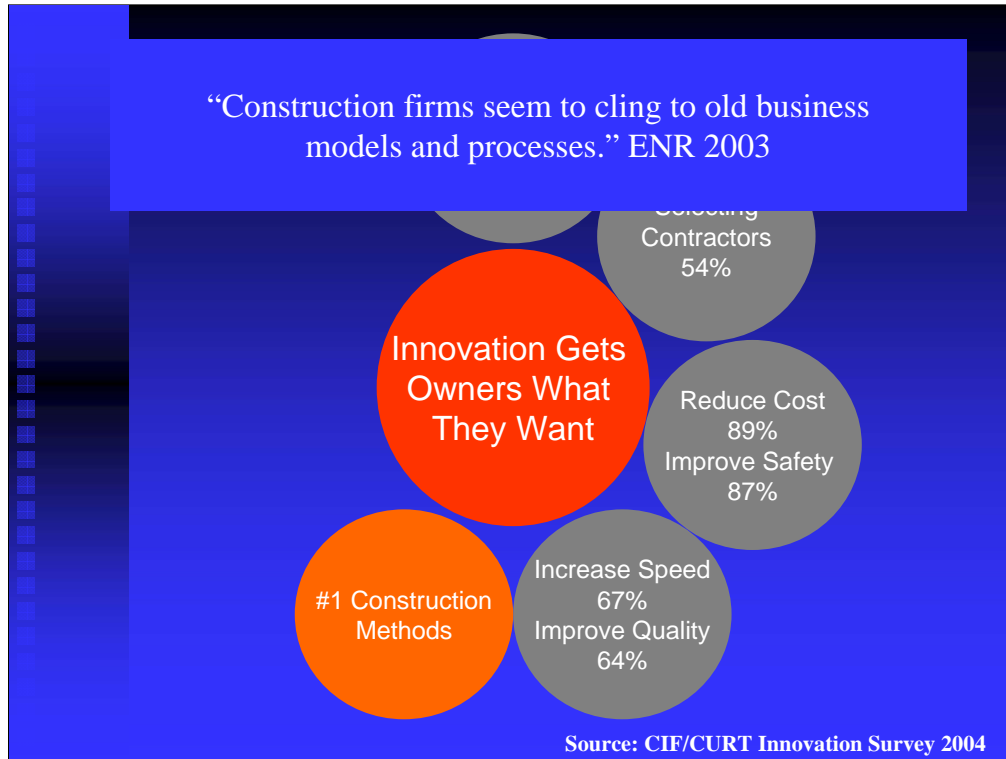 “Construction firms seem to cling to old business
models and processes.” ENR 2003
Selecting
Contractors
54%
Innovation Gets
Owners What
They Want
Reduce Cost
89%
Improve Safety
87%
Increase Speed
67%
Improve Quality
64%
#1 Construction
Methods
Source: CIF/CURT Innovation Survey 2004